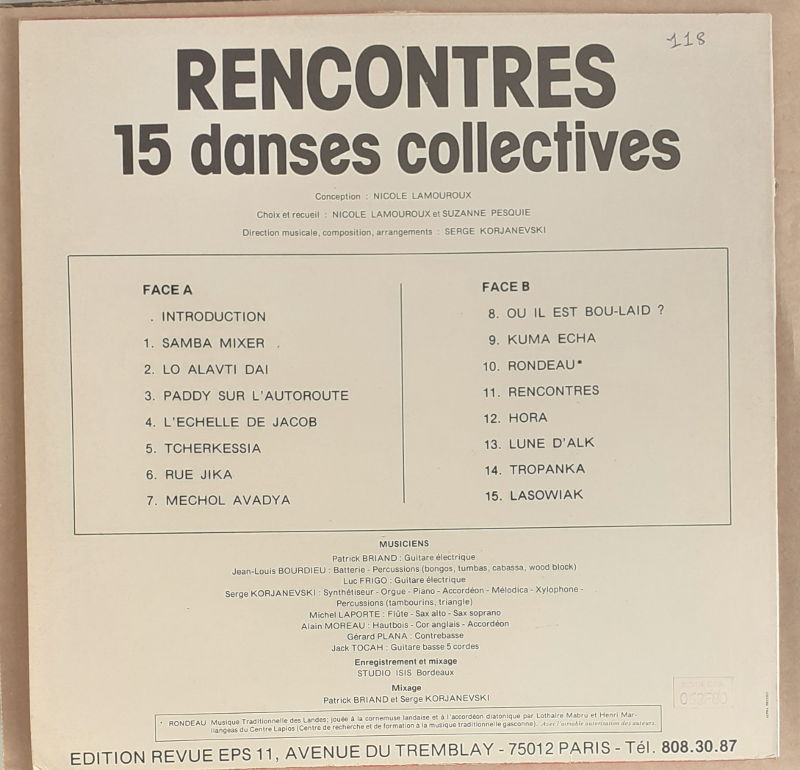 118
RENCONTRES
15 danses collectives
Conception : NICOLE LAMOUROUX
Choix et recueil : NICOLE LAMOUROUX et SUZANNE PESQUIE
Direction musicale, composition, arrangements : SERGE KORJANEVSKI
FACE A
. INTRODUCTION
1. SAMBA MIXER
2. LO ALAVTI DAI
3. PADDY SUR L'AUTOROUTE
4. L'ECHELLE DE JACOB
5. TCHERKESSIA
6. RUE JIKA
7. MECHOL AVADYA
FACE B
8. OU IL EST BOU-LAID ?
9. KUMA ECHA
10. RONDEAU*
11. RENCONTRES
12. HORA
13. LUNE D'ALK
14. TROPANKA
15. LASOWIAK
MUSICIENS
Patrick BRIAND : Guitare électrique
Jean-Louis BOURDIEU : Batterie - Percussions (bongos, tumbas, cabassa, wood block)
Luc FRIGO : Guitare électrique
Serge KORJANEVSKI : Synthétiseur - Orgue - Piano - Accordéon - Mélodica - Xylophone -
Percussions (tambourins, triangle)
Michel LAPORTE : Flûte - Sax alto - Sax soprano
Alain MOREAU : Hautbois - Cor anglais - Accordéon
Gérard PLANA : Contrebasse
Jack TOCAH : Guitare basse 5 cordes
Enregistrement et mixage
STUDIO ISIS Bordeaux
Mixage
Patrick BRIAND et Serge KORJANEVSKI
* RONDEAU Musique Traditionnelle des Landes; jouée à la cornemuse landaise et à l'accordéon diatonique par Lothaire Mabru et Henri Mar-
liangeas du Centre Lapios (Centre de recherche et de formation à la musique traditionnelle gasconne). Avec l'aimable autorisation des auteurs.
EDITION REVUE EPS 11, AVENUE DU TREMBLAY - 75012 PARIS - Tél. 808.30.87